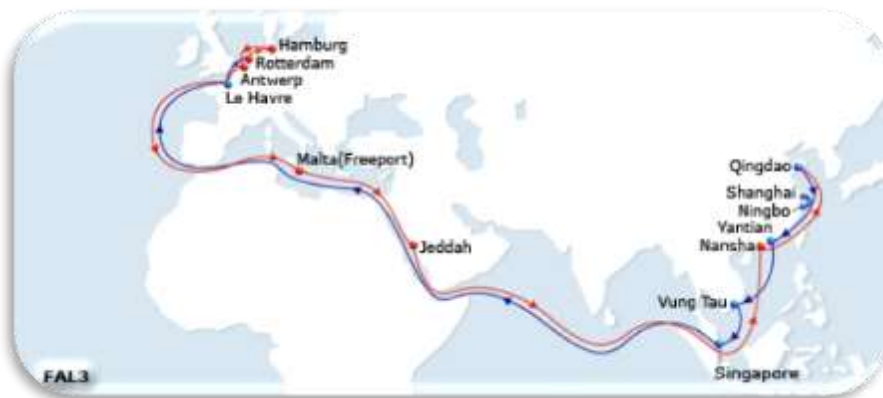 Hamburg
Rotterdam
Antwerp
Le Havre
Malta(Freeport)
Qingdao
Shanghai
Ningbo
Yantian
Nansha
Jeddah
Vung Tau
Singapore
FAL3